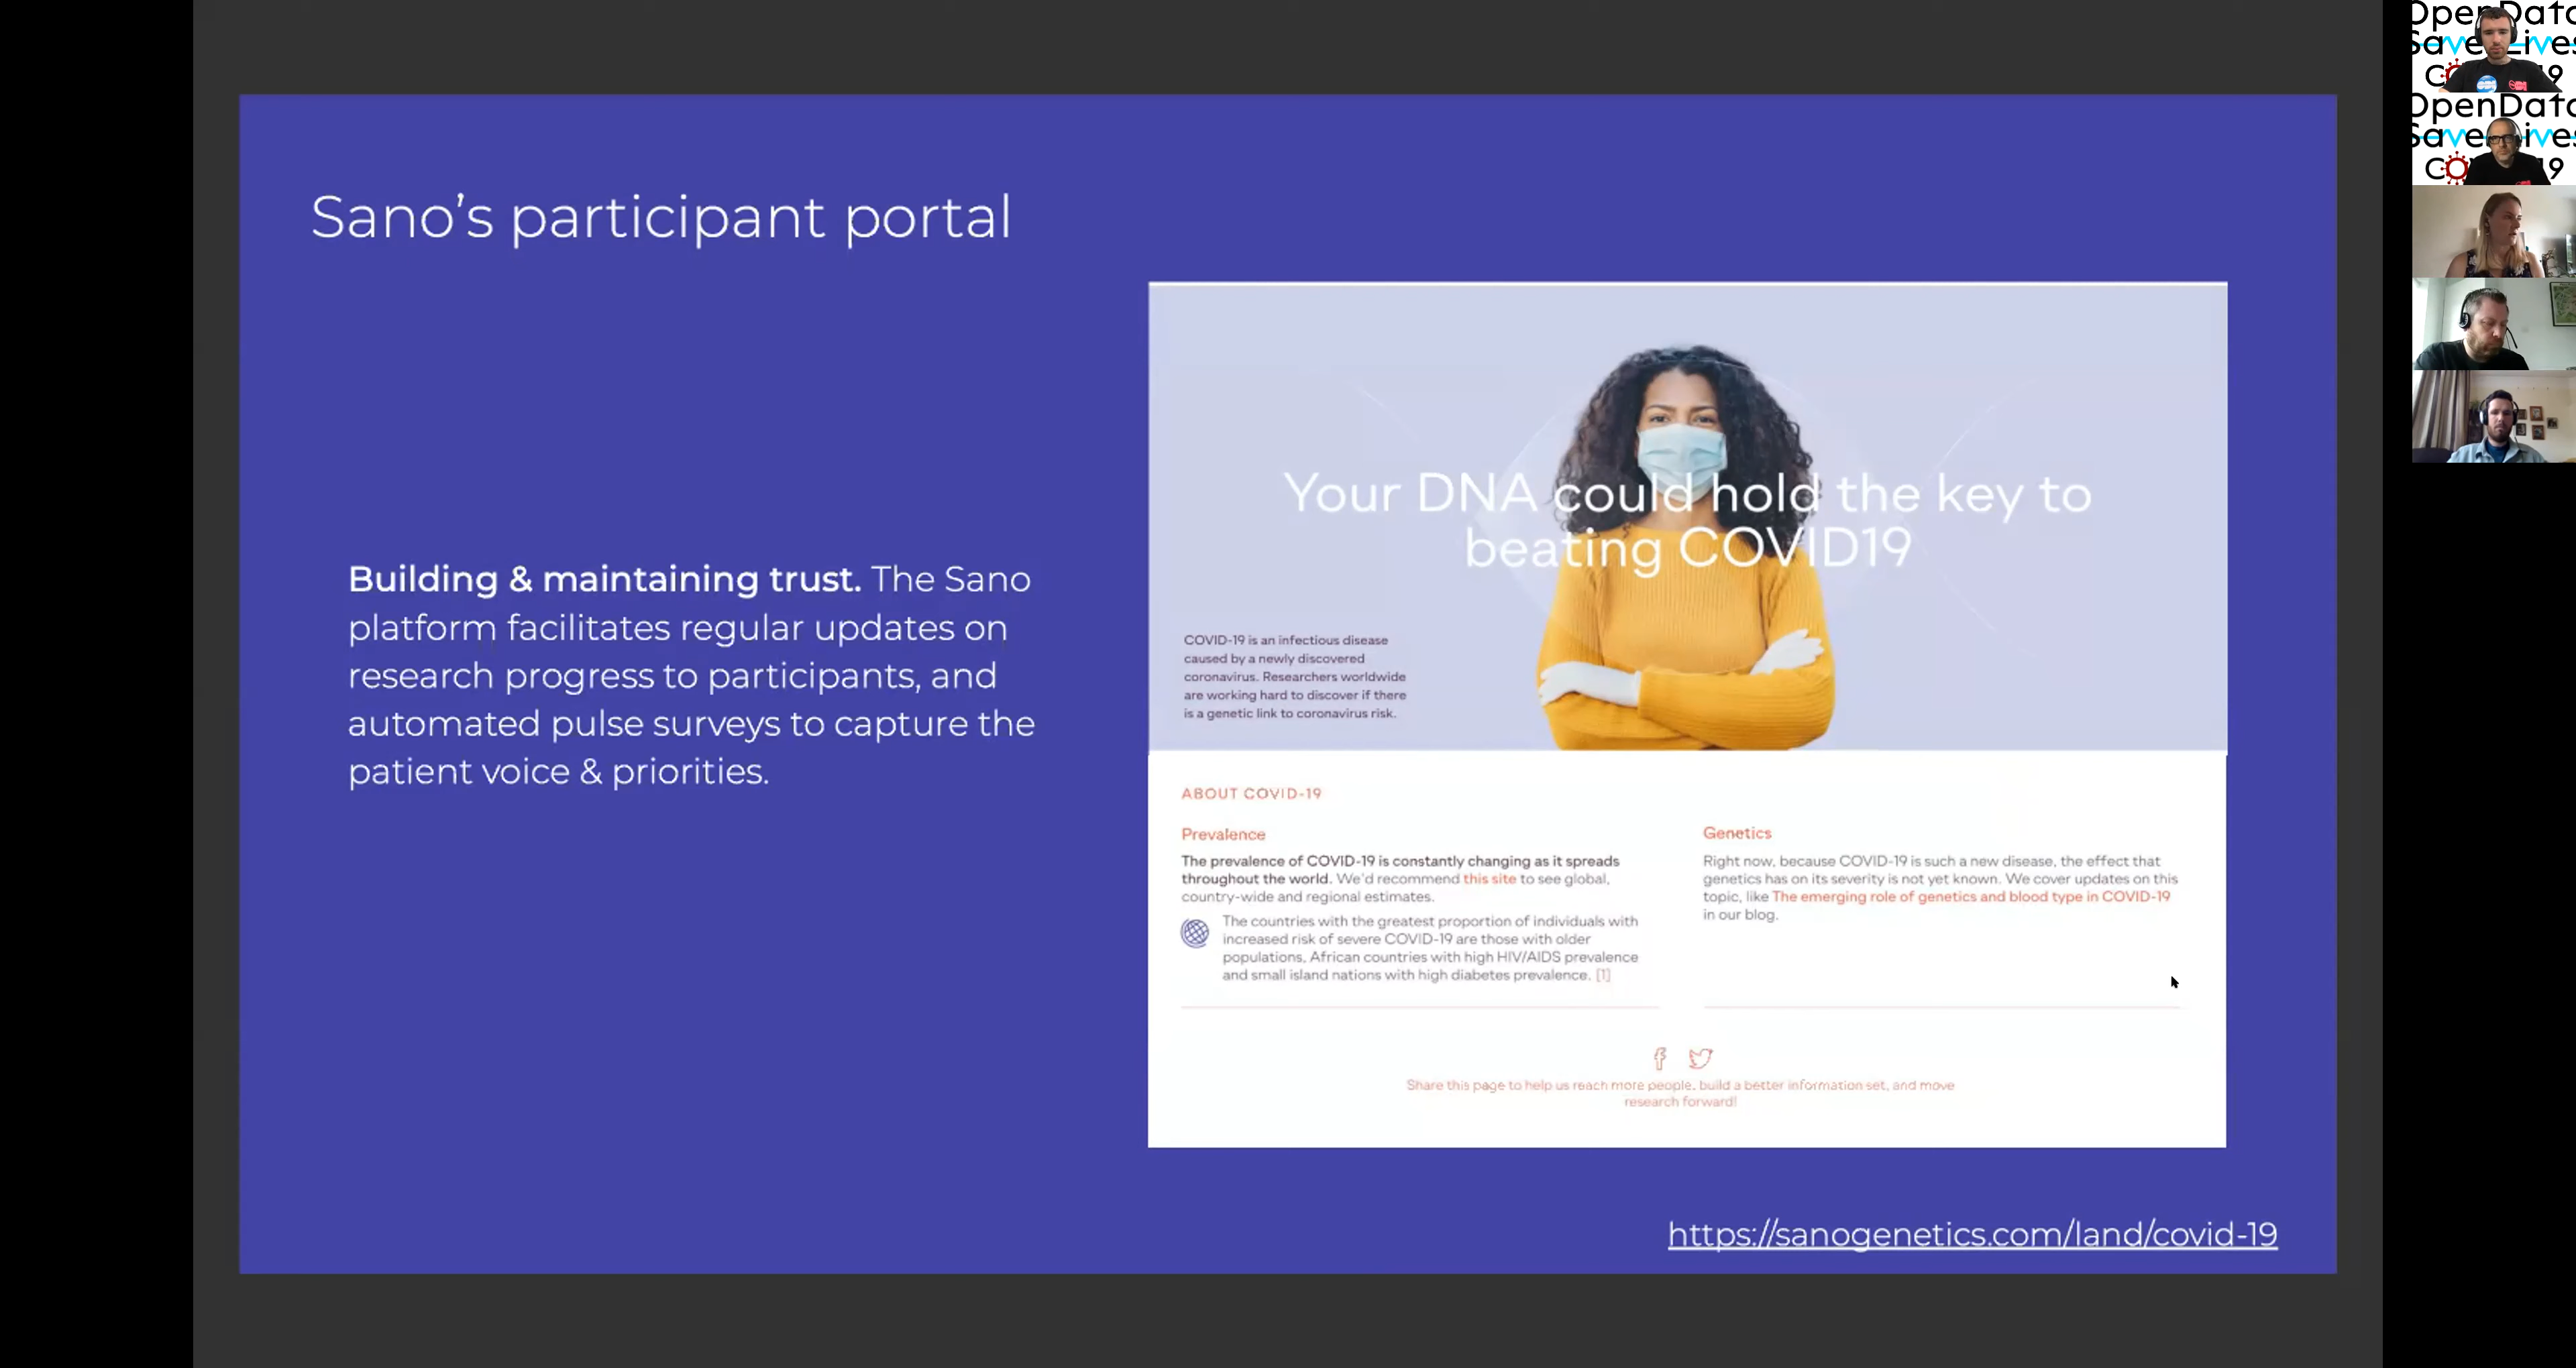 Sano's participant portal
Building & maintaining trust. The Sano
platform facilitates regular updates on
research progress to participants, and
automated pulse surveys to capture the
patient voice & priorities.
Your DNA could hold the key to
beating COVID19
COVID-19 is an infectious disease
caused by a newly discovered
coronavirus. Researchers worldwide
are working hard to discover if there
is a genetic link to coronavirus risk.
ABOUT COVID-19
Prevalence
The prevalence of COVID-19 is constantly changing as it spreads
throughout the world. We'd recommend this site to see global,
country-wide and regional estimates.
The countries with the greatest proportion of individuals with
increased risk of severe COVID-19 are those with older
populations, African countries with high HIV/AIDS prevalence
and small island nations with high diabetes prevalence. [1]
Genetics
Right now, because COVID-19 is such a new disease, the effect that
genetics has on its severity is not yet known. We cover updates on this
topic, like The emerging role of genetics and blood type in COVID-19
in our blog.
Share this page to help us reach more people, build a better information set, and move
research forward!
https://sanogenetics.com/land/covid-19